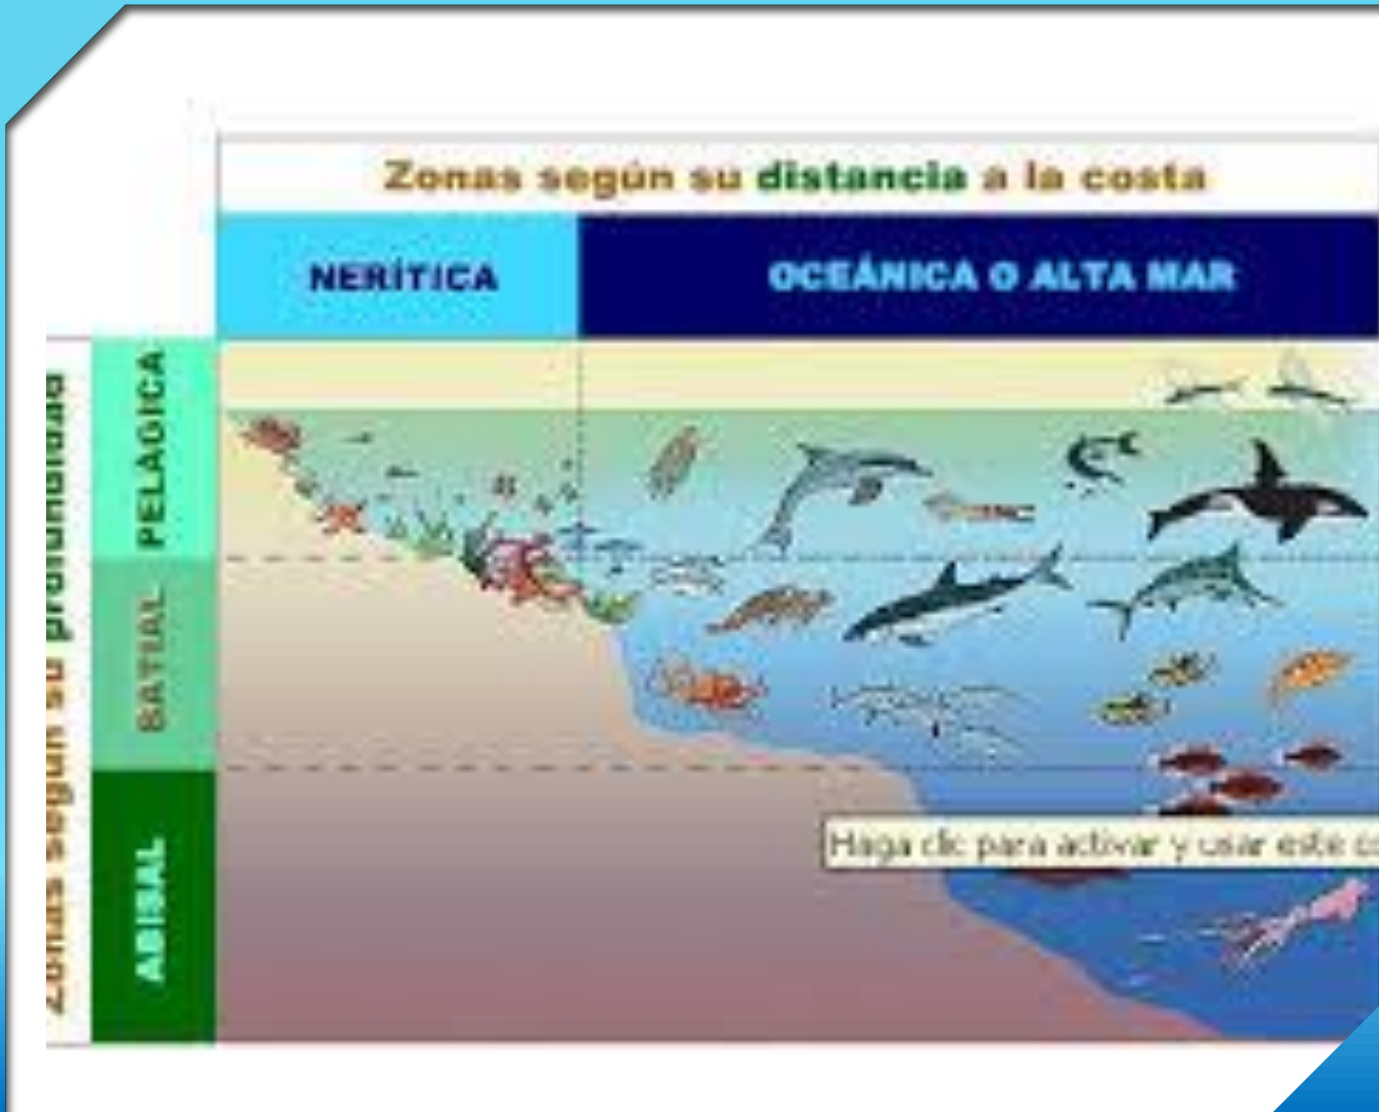 Zonas según su distancia a la costa
NERÍTICA
OCEÁNICA O ALTA MAR
Zonas según su profundidad
PELÁGICA
BATIAL
ABISAL
Haga clic para activar y usar este